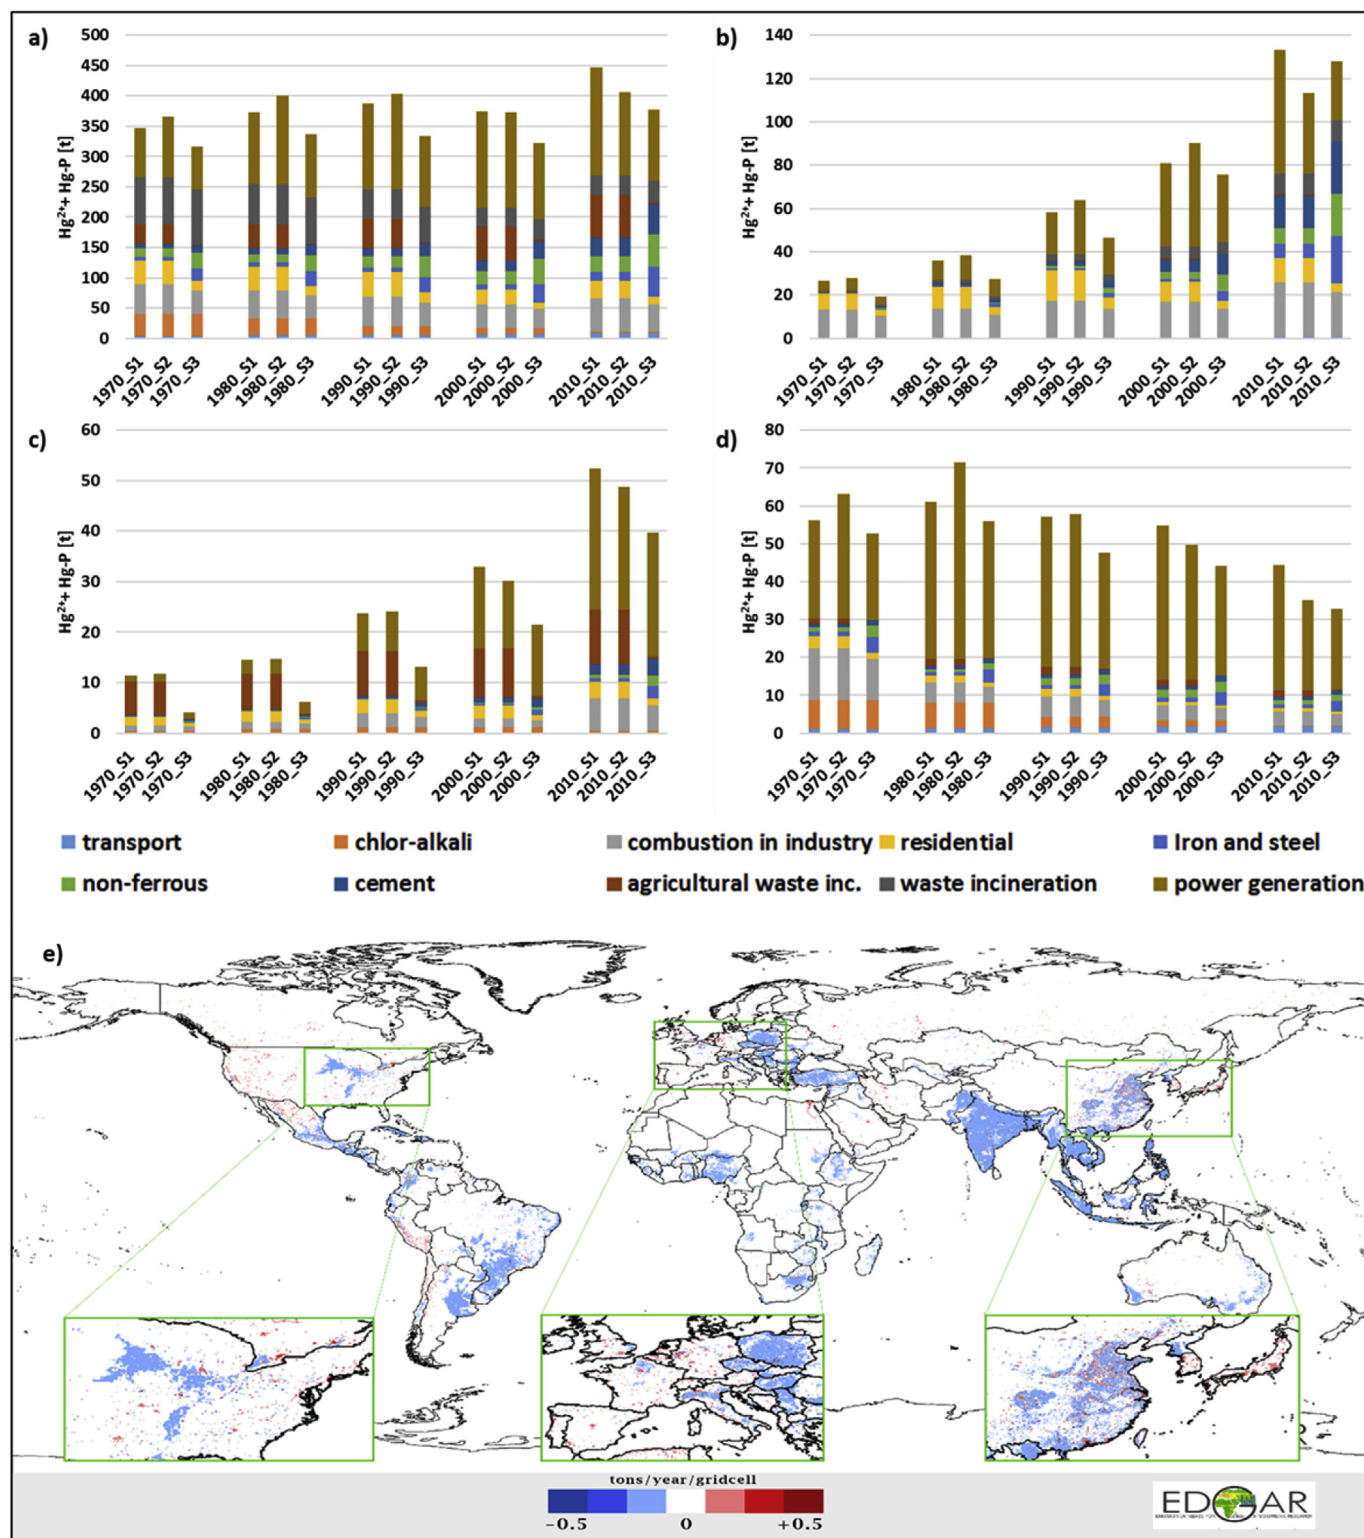 a)
500
450
400
350
300
250
200
150
100
50
0
Hg²⁺+ Hg-P [t]
1970_S1
1970_S2
1970_S3
1980_S1
1980_S2
1980_S3
1990_S1
1990_S2
1990_S3
2000_S1
2000_S2
2000_S3
2010_S1
2010_S2
2010_S3
b)
140
120
100
80
60
40
20
0
Hg²⁺+ Hg-P [t]
1970_S1
1970_S2
1970_S3
1980_S1
1980_S2
1980_S3
1990_S1
1990_S2
1990_S3
2000_S1
2000_S2
2000_S3
2010_S1
2010_S2
2010_S3
c)
60
50
40
30
20
10
0
Hg²⁺+ Hg-P [t]
1970_S1
1970_S2
1970_S3
1980_S1
1980_S2
1980_S3
1990_S1
1990_S2
1990_S3
2000_S1
2000_S2
2000_S3
2010_S1
2010_S2
2010_S3
d)
80
70
60
50
40
30
20
10
0
Hg²⁺+ Hg-P [t]
1970_S1
1970_S2
1970_S3
1980_S1
1980_S2
1980_S3
1990_S1
1990_S2
1990_S3
2000_S1
2000_S2
2000_S3
2010_S1
2010_S2
2010_S3
transport chlor-alkali combustion in industry residential Iron and steel
non-ferrous cement agricultural waste inc. waste incineration power generation
e)
tons/year/gridcell
-0.5 0 +0.5
EDGAR